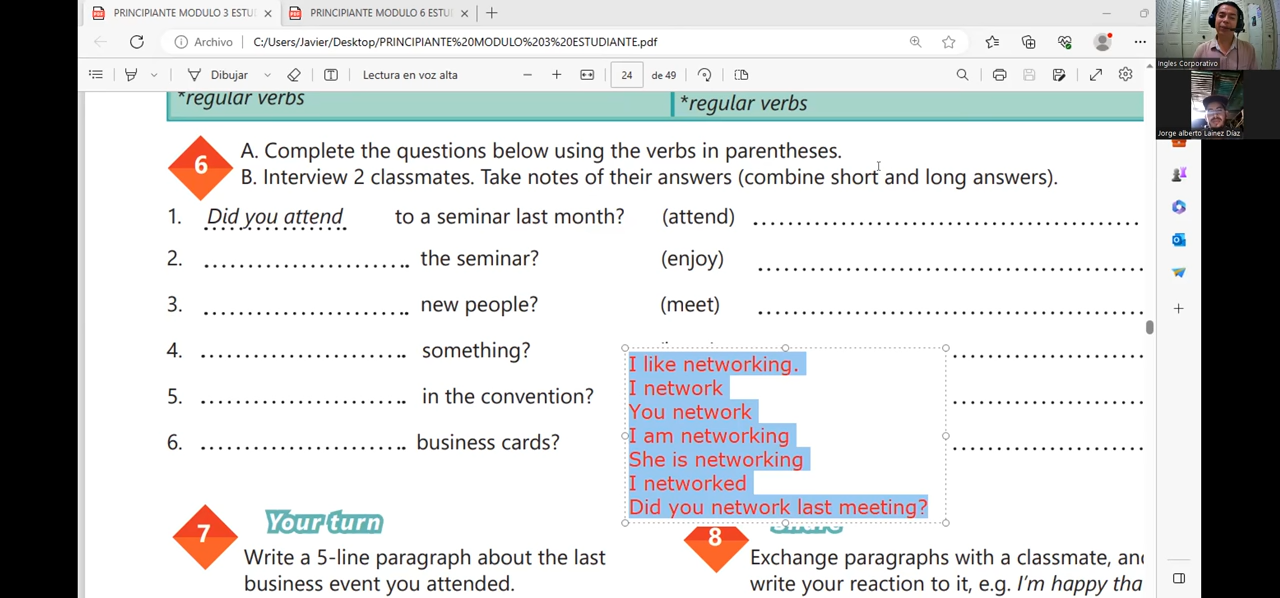 PRINCIPIANTE MODULO 3 ESTU
PRINCIPIANTE MODULO 6 ESTU
Archivo
C:/Users/Javier/Desktop/PRINCIPIANTE%20MODULO%203%20ESTUDIANTE.pdf
Dibujar
Lectura en voz alta
24
de 49
Ingles Corporativo
Jorge alberto Lainez Díaz
*regular verbs
*regular verbs
6
A. Complete the questions below using the verbs in parentheses.
B. Interview 2 classmates. Take notes of their answers (combine short and long answers).
1. Did you attend to a seminar last month? (attend)
2. the seminar? (enjoy)
3. new people? (meet)
4. something?
5. in the convention?
6. business cards?
I like networking.
I network
You network
I am networking
She is networking
I networked
Did you network last meeting?
7
Your turn
Write a 5-line paragraph about the last
business event you attended.
8
Exchange paragraphs with a classmate, an
write your reaction to it, e.g. I'm happy tha